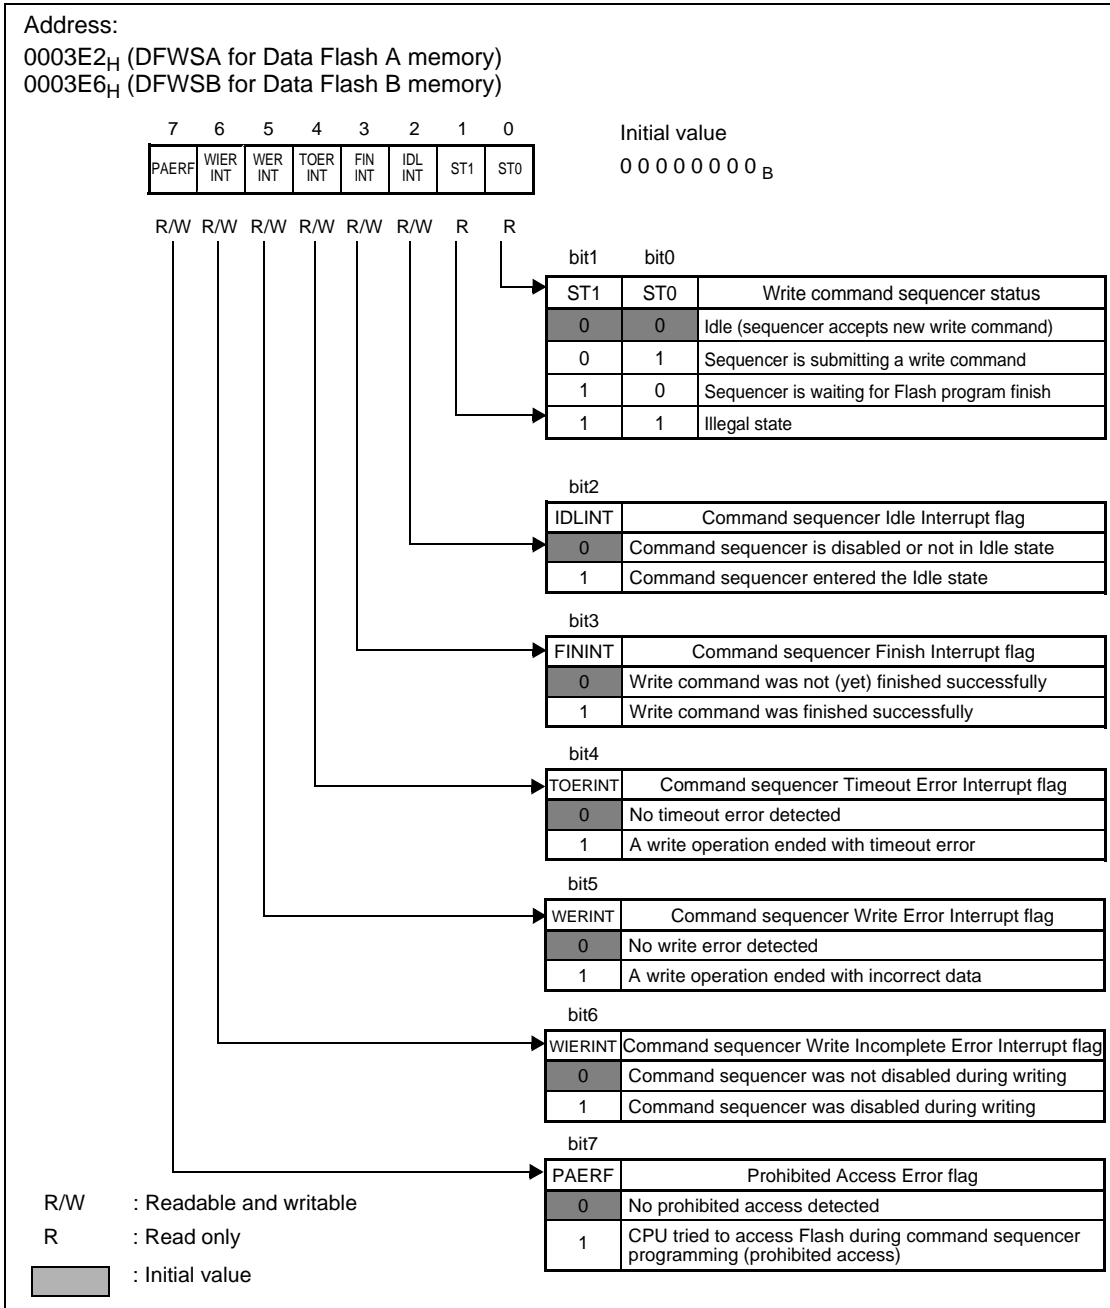 Address:
0003E2H (DFWSA for Data Flash A memory)
0003E6H (DFWSB for Data Flash B memory)
7 6 5 4 3 2 1 0 Initial value
PAERF WIER INT WER INT TOER INT FIN INT IDL INT ST1 ST0 0 0 0 0 0 0 0 0 B
R/W R/W R/W R/W R/W R/W R R
bit1 bit0
ST1 ST0 Write command sequencer status
0 0 Idle (sequencer accepts new write command)
0 1 Sequencer is submitting a write command
1 0 Sequencer is waiting for Flash program finish
1 1 Illegal state
bit2
IDLINT Command sequencer Idle Interrupt flag
0 Command sequencer is disabled or not in Idle state
1 Command sequencer entered the Idle state
bit3
FININT Command sequencer Finish Interrupt flag
0 Write command was not (yet) finished successfully
1 Write command was finished successfully
bit4
TOERINT Command sequencer Timeout Error Interrupt flag
0 No timeout error detected
1 A write operation ended with timeout error
bit5
WERINT Command sequencer Write Error Interrupt flag
0 No write error detected
1 A write operation ended with incorrect data
bit6
WIERINT Command sequencer Write Incomplete Error Interrupt flag
0 Command sequencer was not disabled during writing
1 Command sequencer was disabled during writing
bit7
PAERF Prohibited Access Error flag
0 No prohibited access detected
1 CPU tried to access Flash during command sequencer
programming (prohibited access)
R/W : Readable and writable
R : Read only
: Initial value